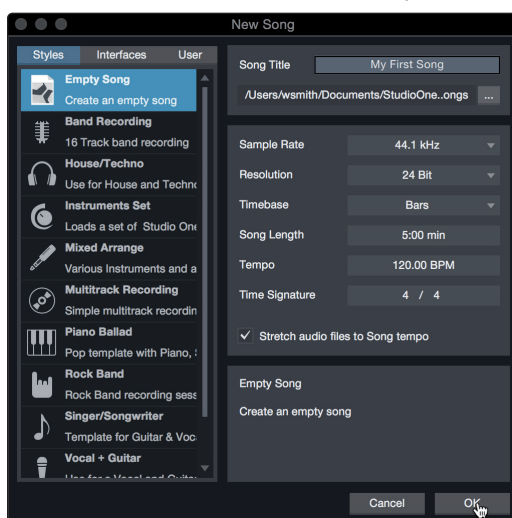 New Song
Styles Interfaces User
Empty Song
Create an empty song
Band Recording
16 Track band recording
House/Techno
Use for House and Techno
Instruments Set
Loads a set of Studio One
Mixed Arrange
Various Instruments and a
Multitrack Recording
Simple multitrack recordin
Piano Ballad
Pop template with Piano,
Rock Band
Rock Band recording sess
Singer/Songwriter
Template for Guitar & Voc
Vocal + Guitar
Song Title My First Song
/Users/wsmith/Documents/StudioOne..ongs ...
Sample Rate 44.1 kHz
Resolution 24 Bit
Timebase Bars
Song Length 5:00 min
Tempo 120.00 BPM
Time Signature 4 / 4
Stretch audio files to Song tempo
Empty Song
Create an empty song
Cancel OK